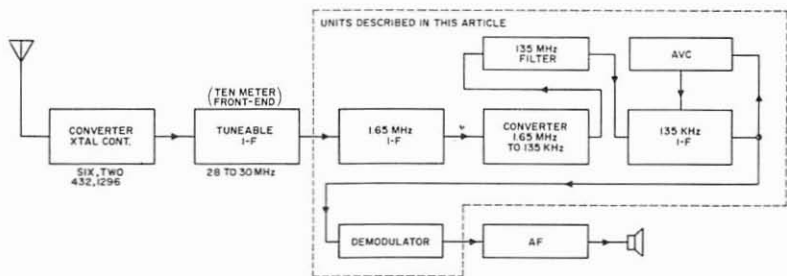 UNITS DESCRIBED IN THIS ARTICLE
135 MHz
FILTER
AVC
(TEN METER
FRONT-END)
CONVERTER
XTAL CONT.
TUNEABLE
I-F
1.65 MHz
I-F
CONVERTER
1.65 MHz
TO 135 KHz
135 KHz
I-F
SIX, TWO
432, 1296
28 TO 30 MHz
DEMODULATOR
AF